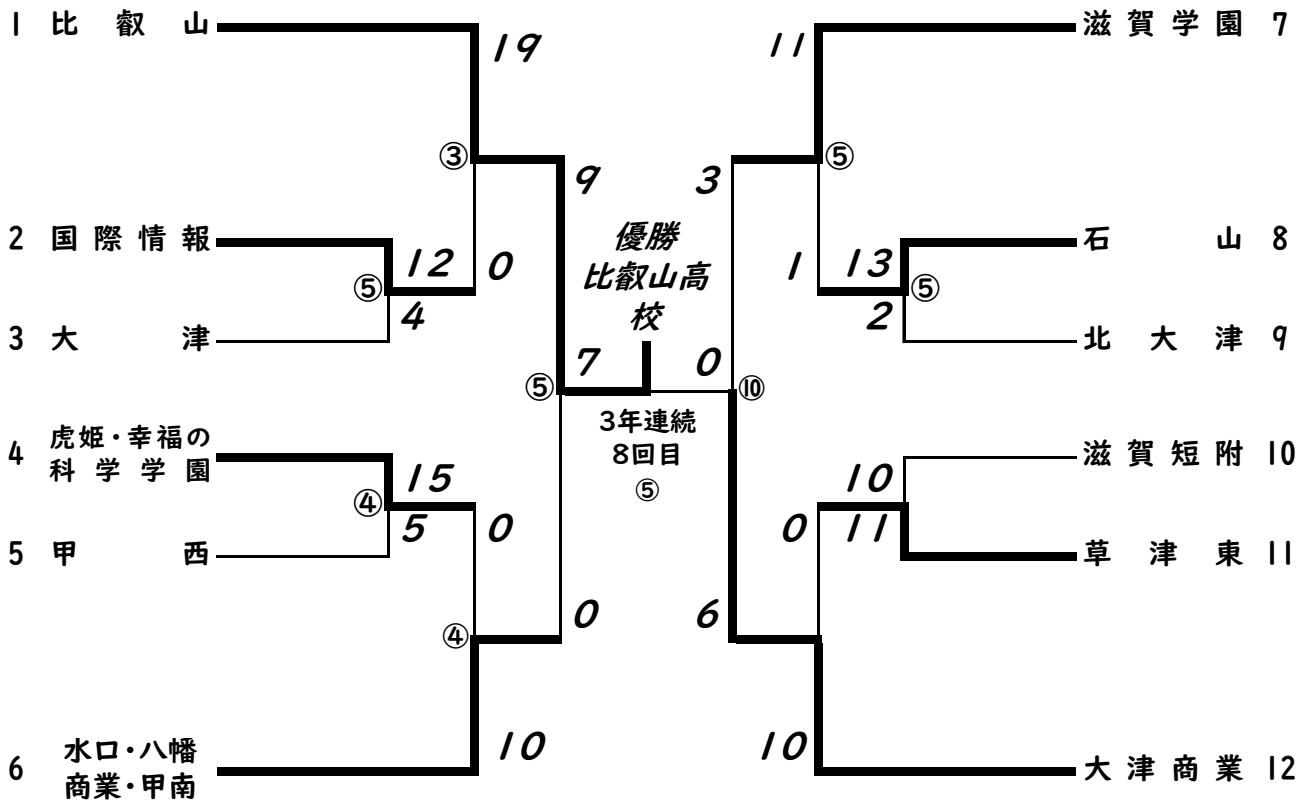 1 比叡山
19
③
9
2 国際情報
12
0
⑤
4
3 大津
4 虎姫・幸福の
科学学園
15
④
5
0
5 甲西
④
0
6 水口・八幡
商業・甲南
10
優勝
比叡山高
校
7
0
⑤
⑩
3年連続
8回目
⑤
滋賀学園 7
11
⑤
3
石山 8
1
13
⑤
2
北大津 9
滋賀短附 10
10
0
11
草津東 11
6
10
大津商業 12